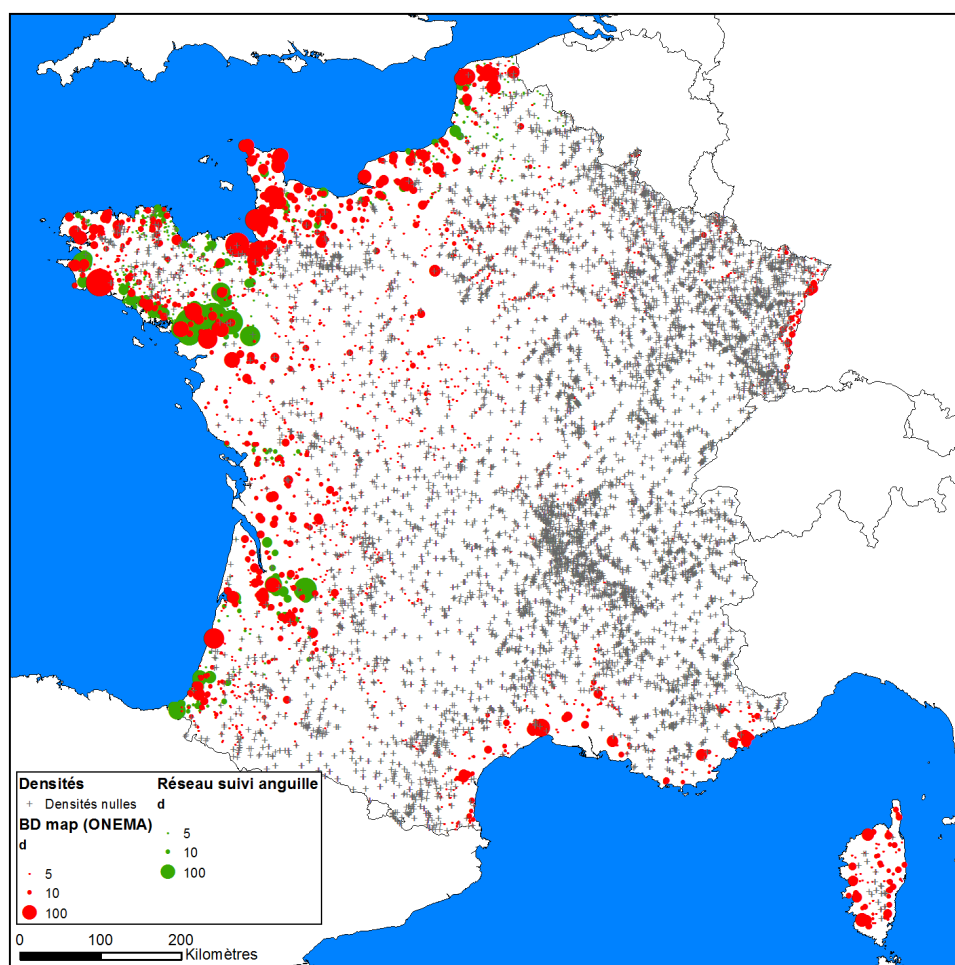 Densités
+ Densités nulles
BD map (ONEMA)
d
5
10
100
Réseau suivi anguille
d
5
10
100
0 100 200
Kilomètres